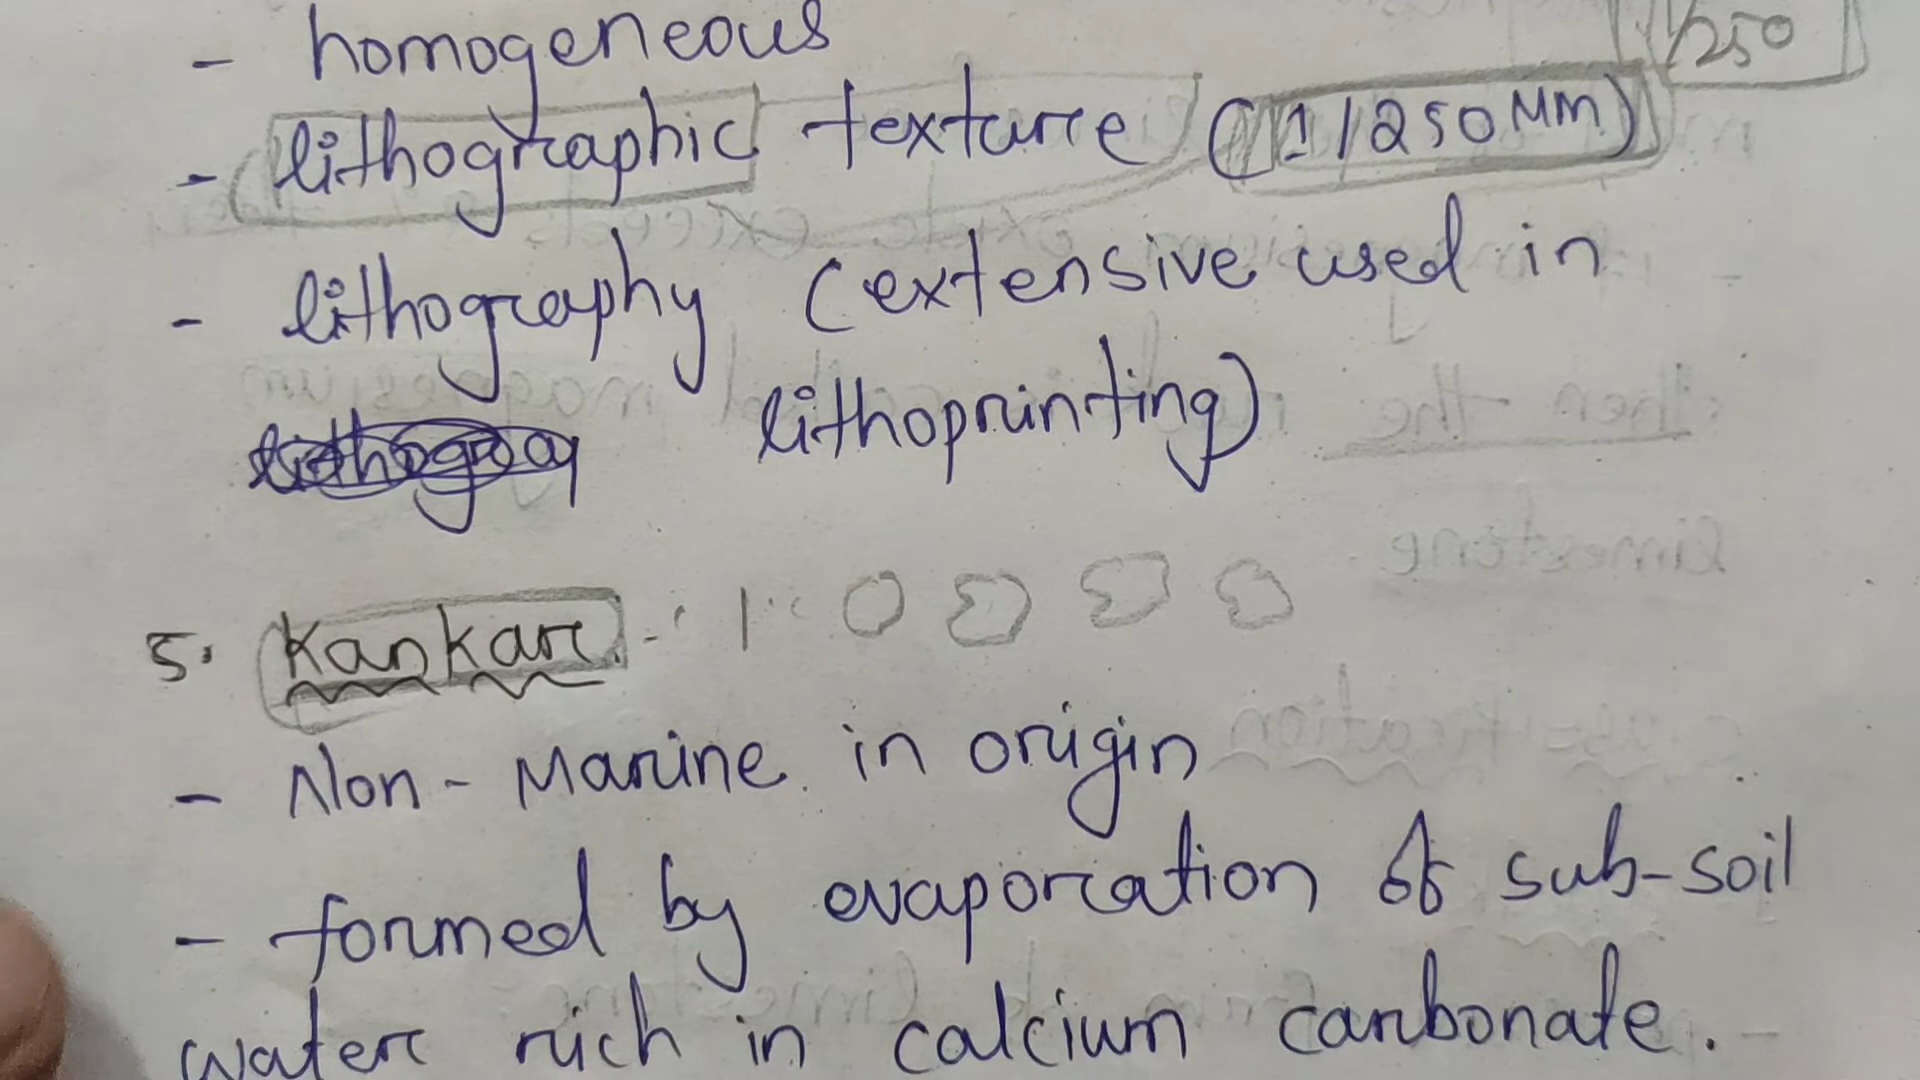 1/250
- homogeneous
- lithographic texture (1/250 MM)
- lithography (extensive used in
lithoprinting)
5. Kankar.
- Non-Marine in origin
- formed by evaporation of sub-soil
water rich in calcium carbonate.